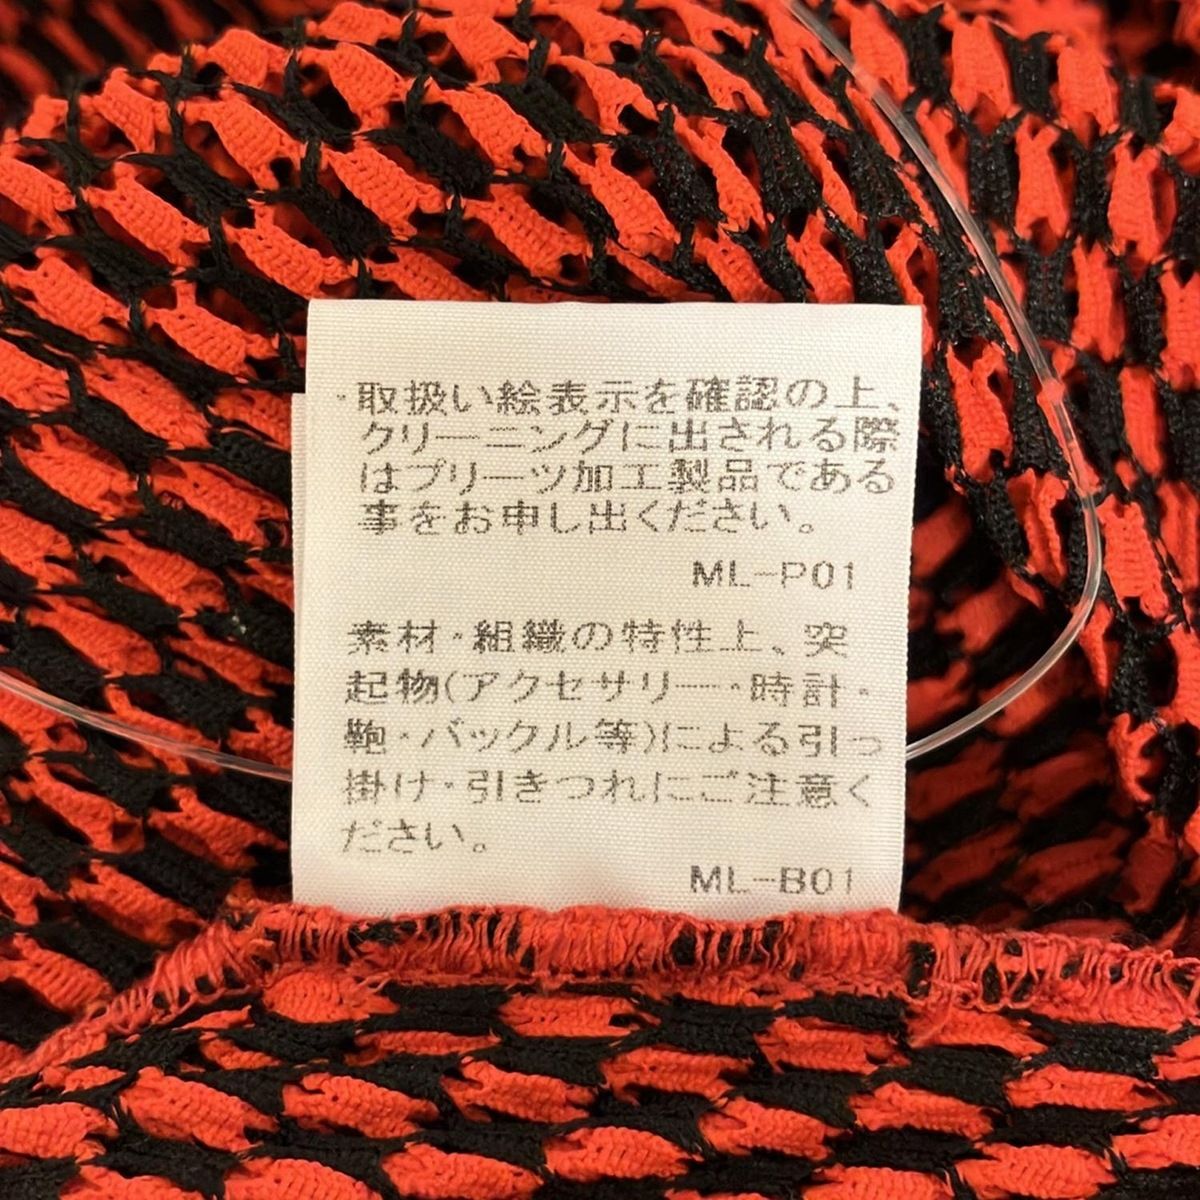 ・取扱い絵表示を確認の上、
クリーニングに出される際
はプリーツ加工製品である
事をお申し出ください。
ML-P01
素材・組織の特性上、突
起物(アクセサリー・時計・
鞄・バックル等)による引っ
掛け・引きつれにご注意く
ださい。
ML-B01